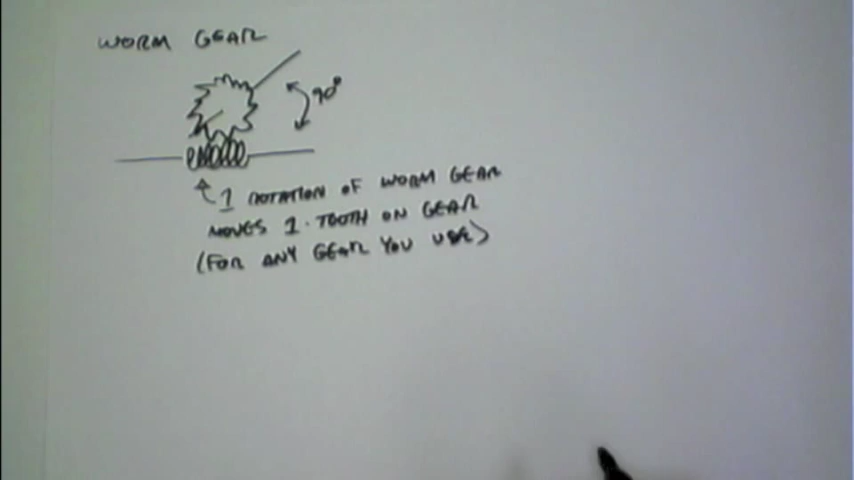 WORM GEAR
90°
1 ROTATION OF WORM GEAR
MOVES 1 TOOTH ON GEAR
(FOR ANY GEAR YOU USE)